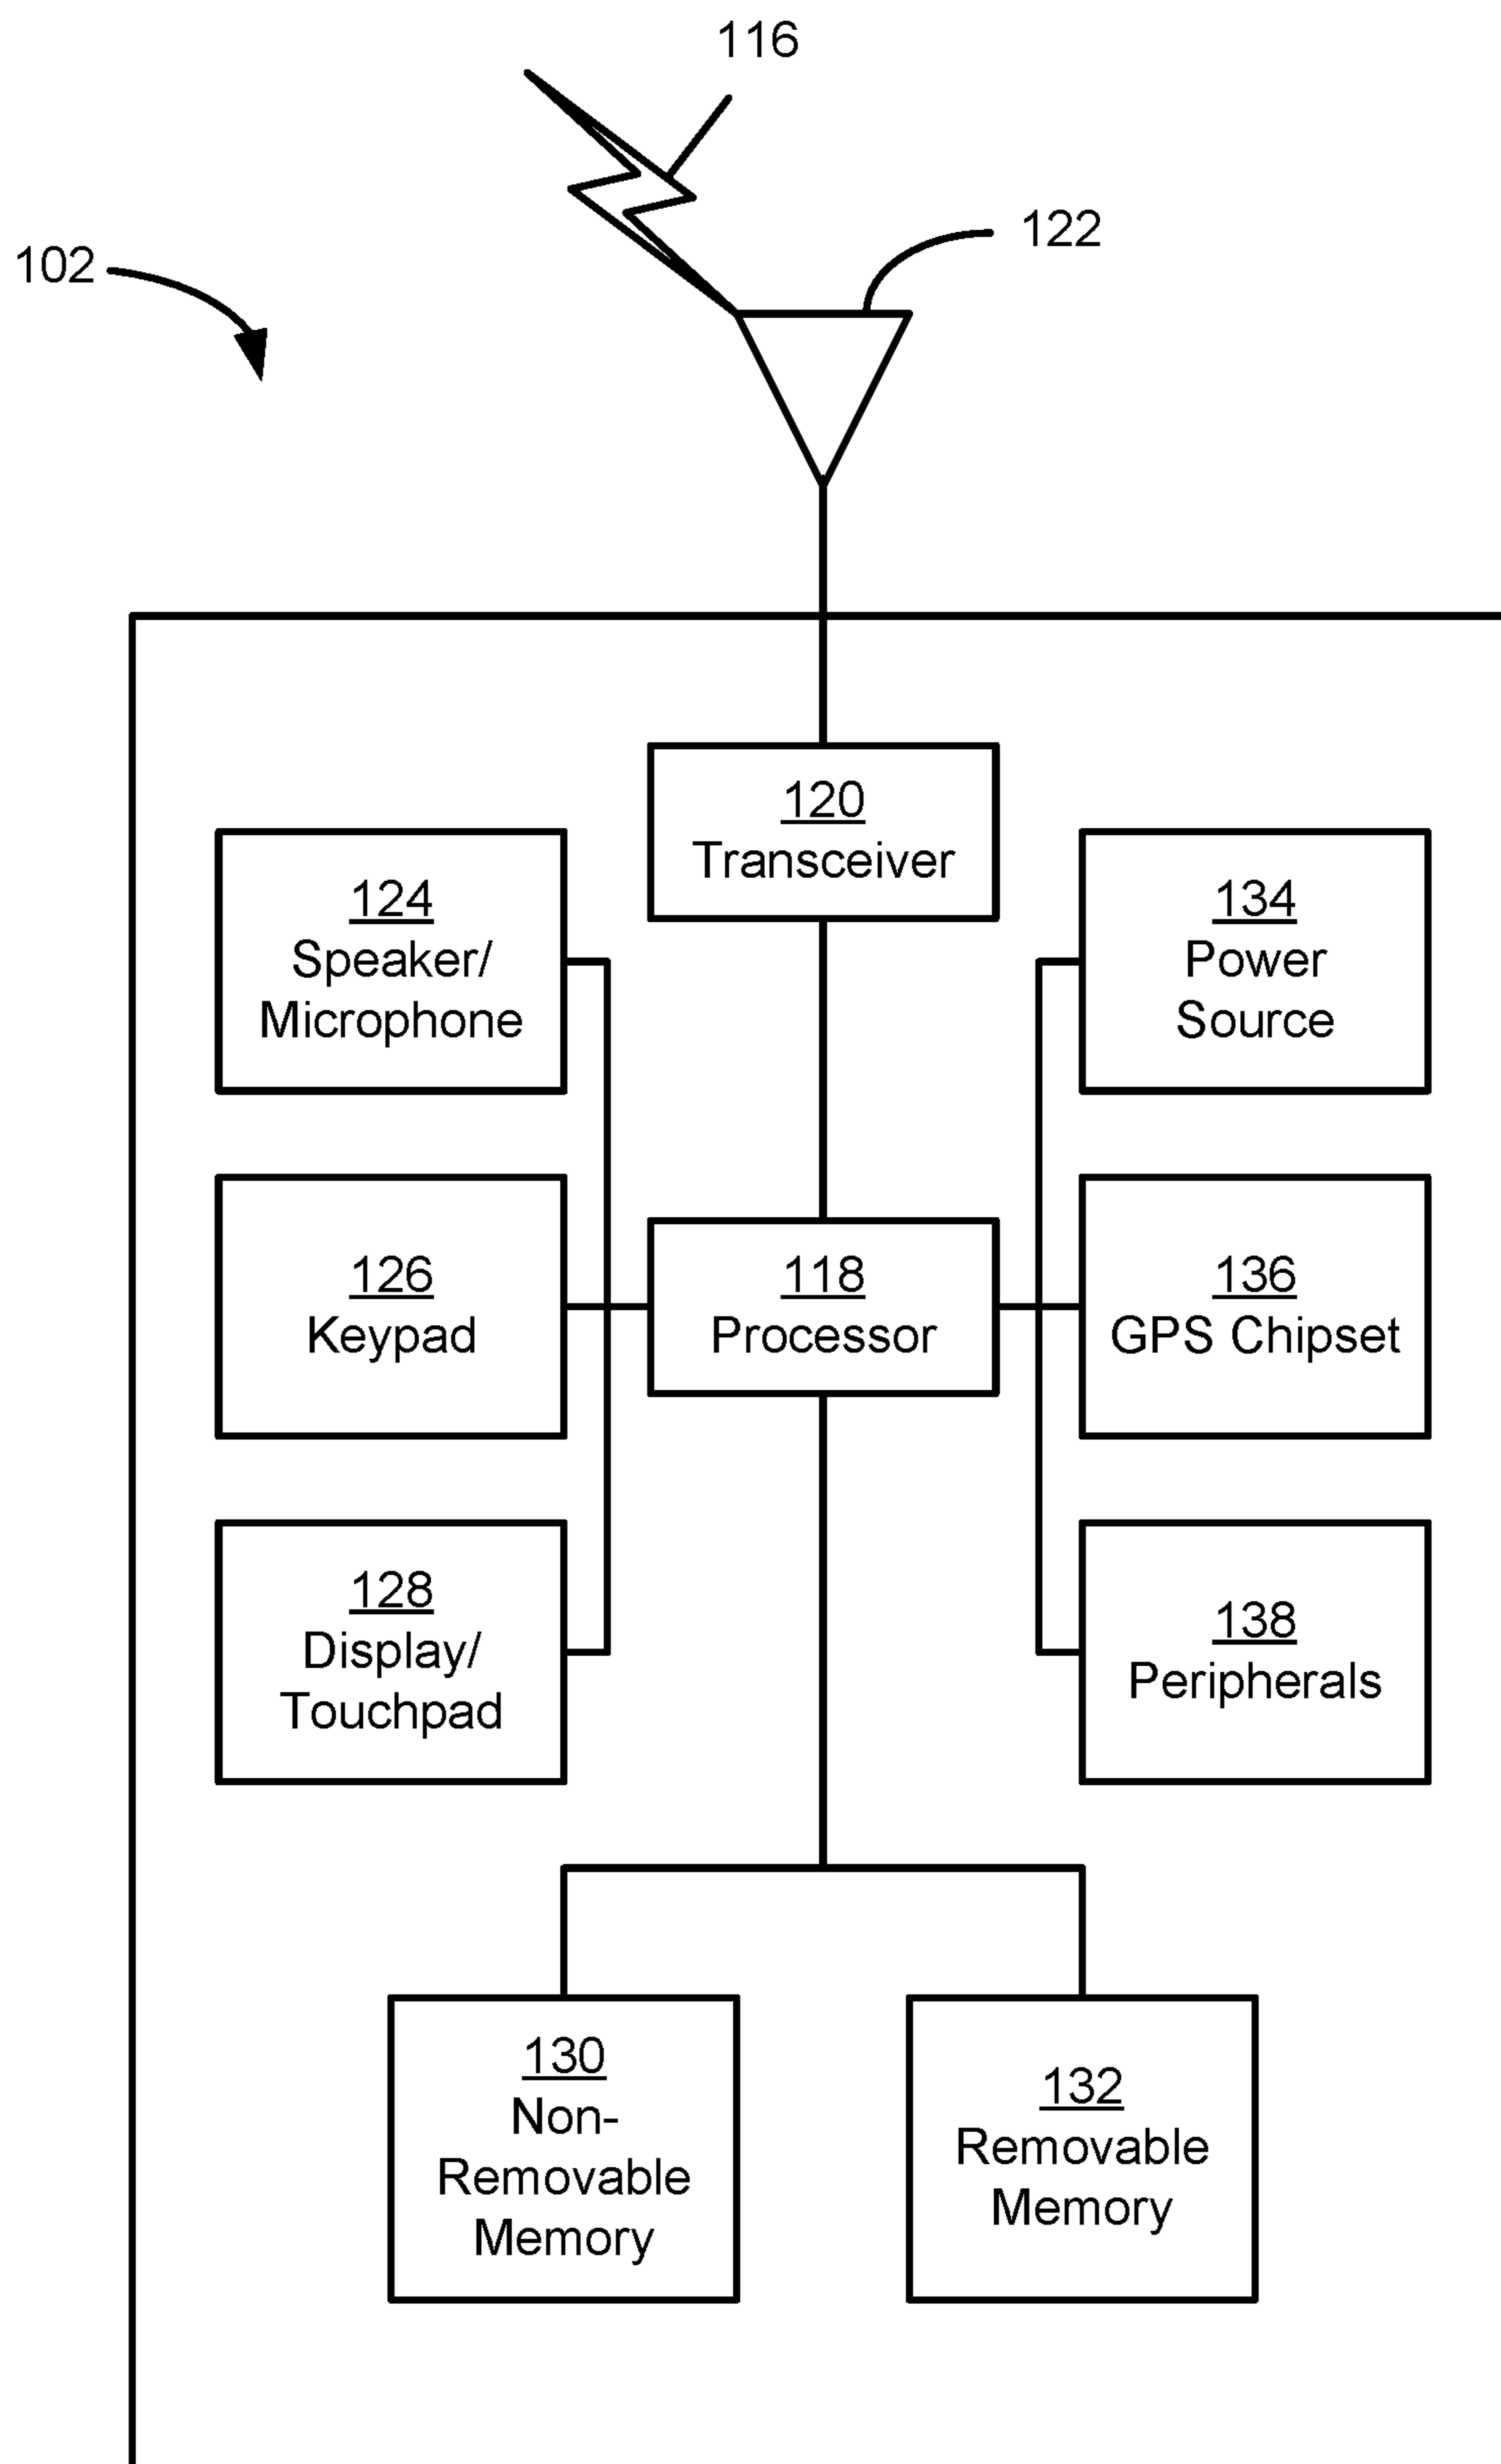 116
122
102
120
Transceiver
124
Speaker/
Microphone
134
Power
Source
126
Keypad
118
Processor
136
GPS Chipset
128
Display/
Touchpad
138
Peripherals
130
Non-
Removable
Memory
132
Removable
Memory